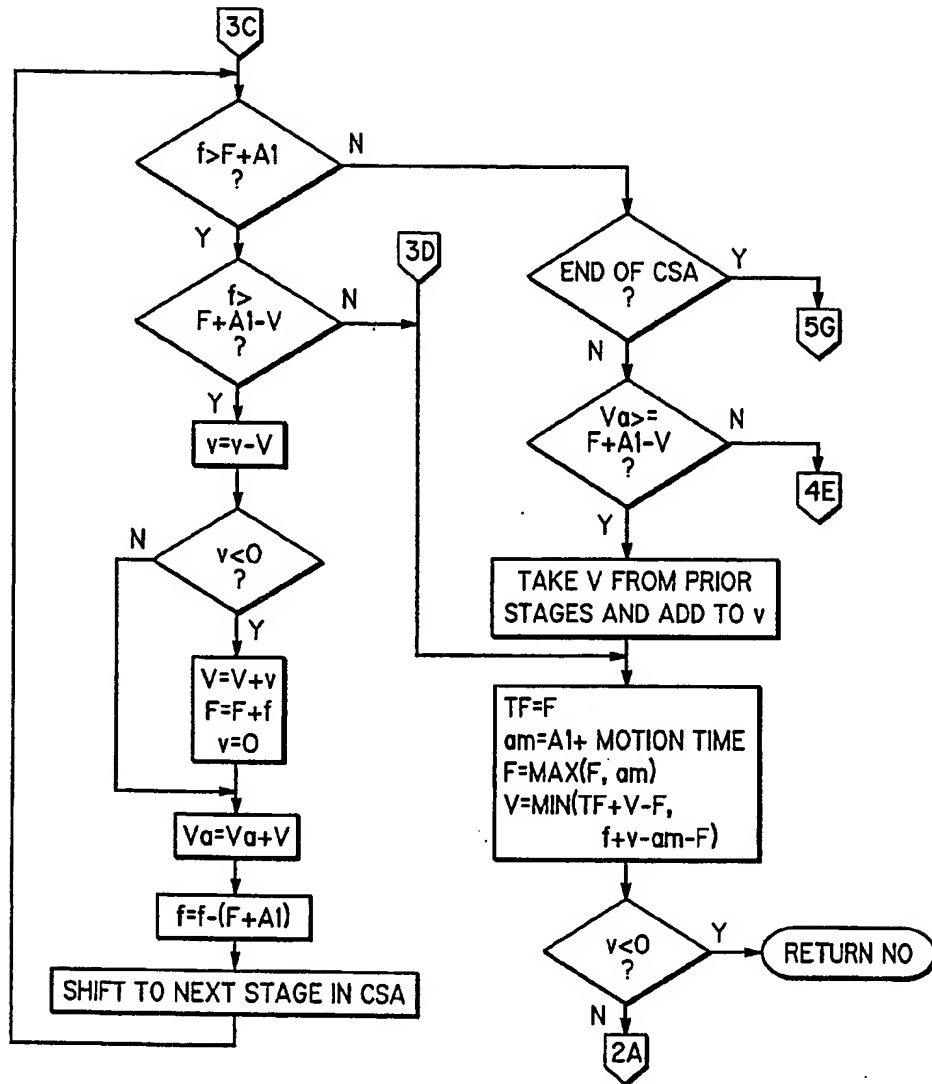 3C
f>F+A1
?
N
Y
f>
F+A1-V
?
N
Y
3D
v=v-V
v<0
?
N
Y
V=V+v
F=F+f
v=0
Va=Va+V
f=f-(F+A1)
SHIFT TO NEXT STAGE IN CSA
END OF CSA
?
Y
5G
N
Va>=
F+A1-V
?
N
4E
Y
TAKE V FROM PRIOR
STAGES AND ADD TO v
TF=F
am=A1+ MOTION TIME
F=MAX(F, am)
V=MIN(TF+V-F,
f+v-am-F)
v<0
?
Y
RETURN NO
N
2A